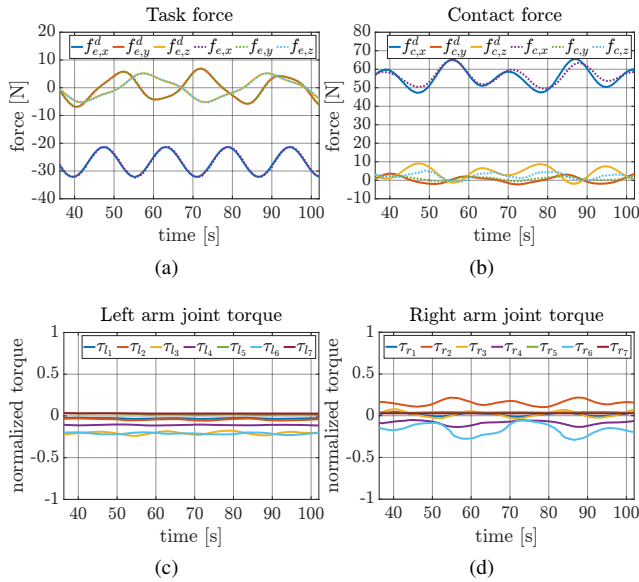 Task force
f^d_{e,x} f^d_{e,y} f^d_{e,z} f_{e,x} f_{e,y} f_{e,z}
force [N]
20
10
0
-10
-20
-30
-40
40 50 60 70 80 90 100
time [s]
(a)
Contact force
f^d_{c,x} f^d_{c,y} f^d_{c,z} f_{c,x} f_{c,y} f_{c,z}
force [N]
80
70
60
50
40
30
20
10
0
-10
40 50 60 70 80 90 100
time [s]
(b)
Left arm joint torque
τ_{l_1} τ_{l_2} τ_{l_3} τ_{l_4} τ_{l_5} τ_{l_6} τ_{l_7}
normalized torque
1
0.5
0
-0.5
-1
40 50 60 70 80 90 100
time [s]
(c)
Right arm joint torque
τ_{r_1} τ_{r_2} τ_{r_3} τ_{r_4} τ_{r_5} τ_{r_6} τ_{r_7}
normalized torque
1
0.5
0
-0.5
-1
40 50 60 70 80 90 100
time [s]
(d)